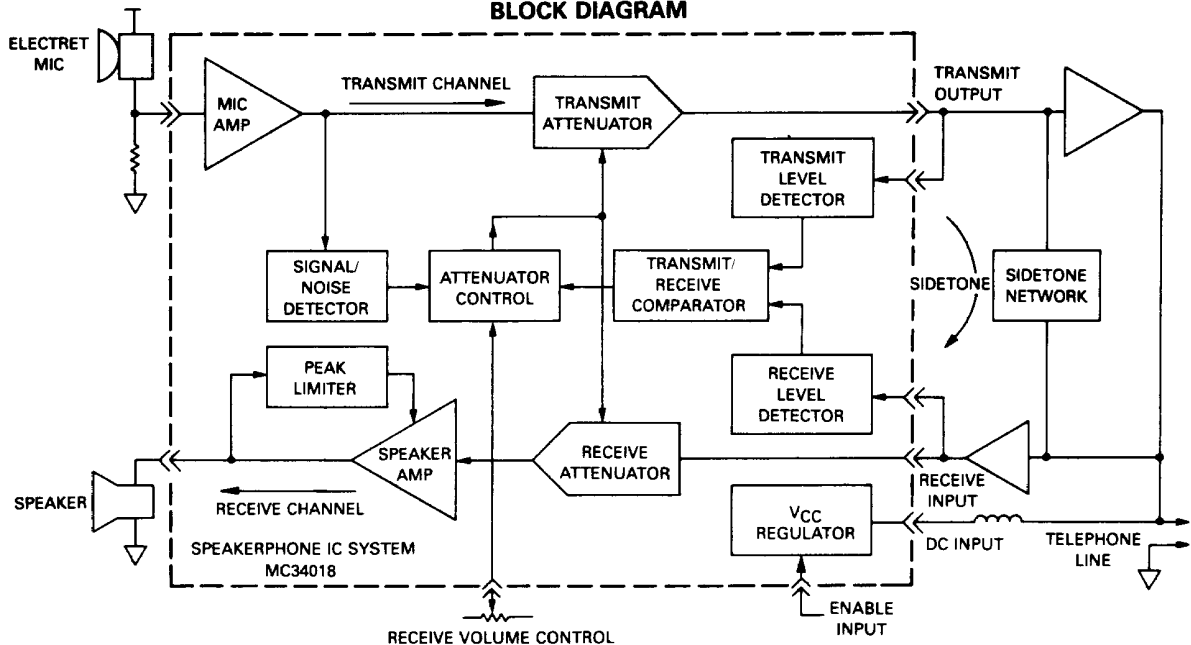 BLOCK DIAGRAM
ELECTRET
MIC
MIC
AMP
TRANSMIT CHANNEL
TRANSMIT
ATTENUATOR
TRANSMIT
OUTPUT
TRANSMIT
LEVEL
DETECTOR
SIGNAL/
NOISE
DETECTOR
ATTENUATOR
CONTROL
TRANSMIT/
RECEIVE
COMPARATOR
SIDETONE
SIDETONE
NETWORK
PEAK
LIMITER
RECEIVE
LEVEL
DETECTOR
SPEAKER
AMP
RECEIVE
ATTENUATOR
RECEIVE
INPUT
SPEAKER
RECEIVE CHANNEL
VCC
REGULATOR
DC INPUT
TELEPHONE
LINE
SPEAKERPHONE IC SYSTEM
MC34018
ENABLE
INPUT
RECEIVE VOLUME CONTROL